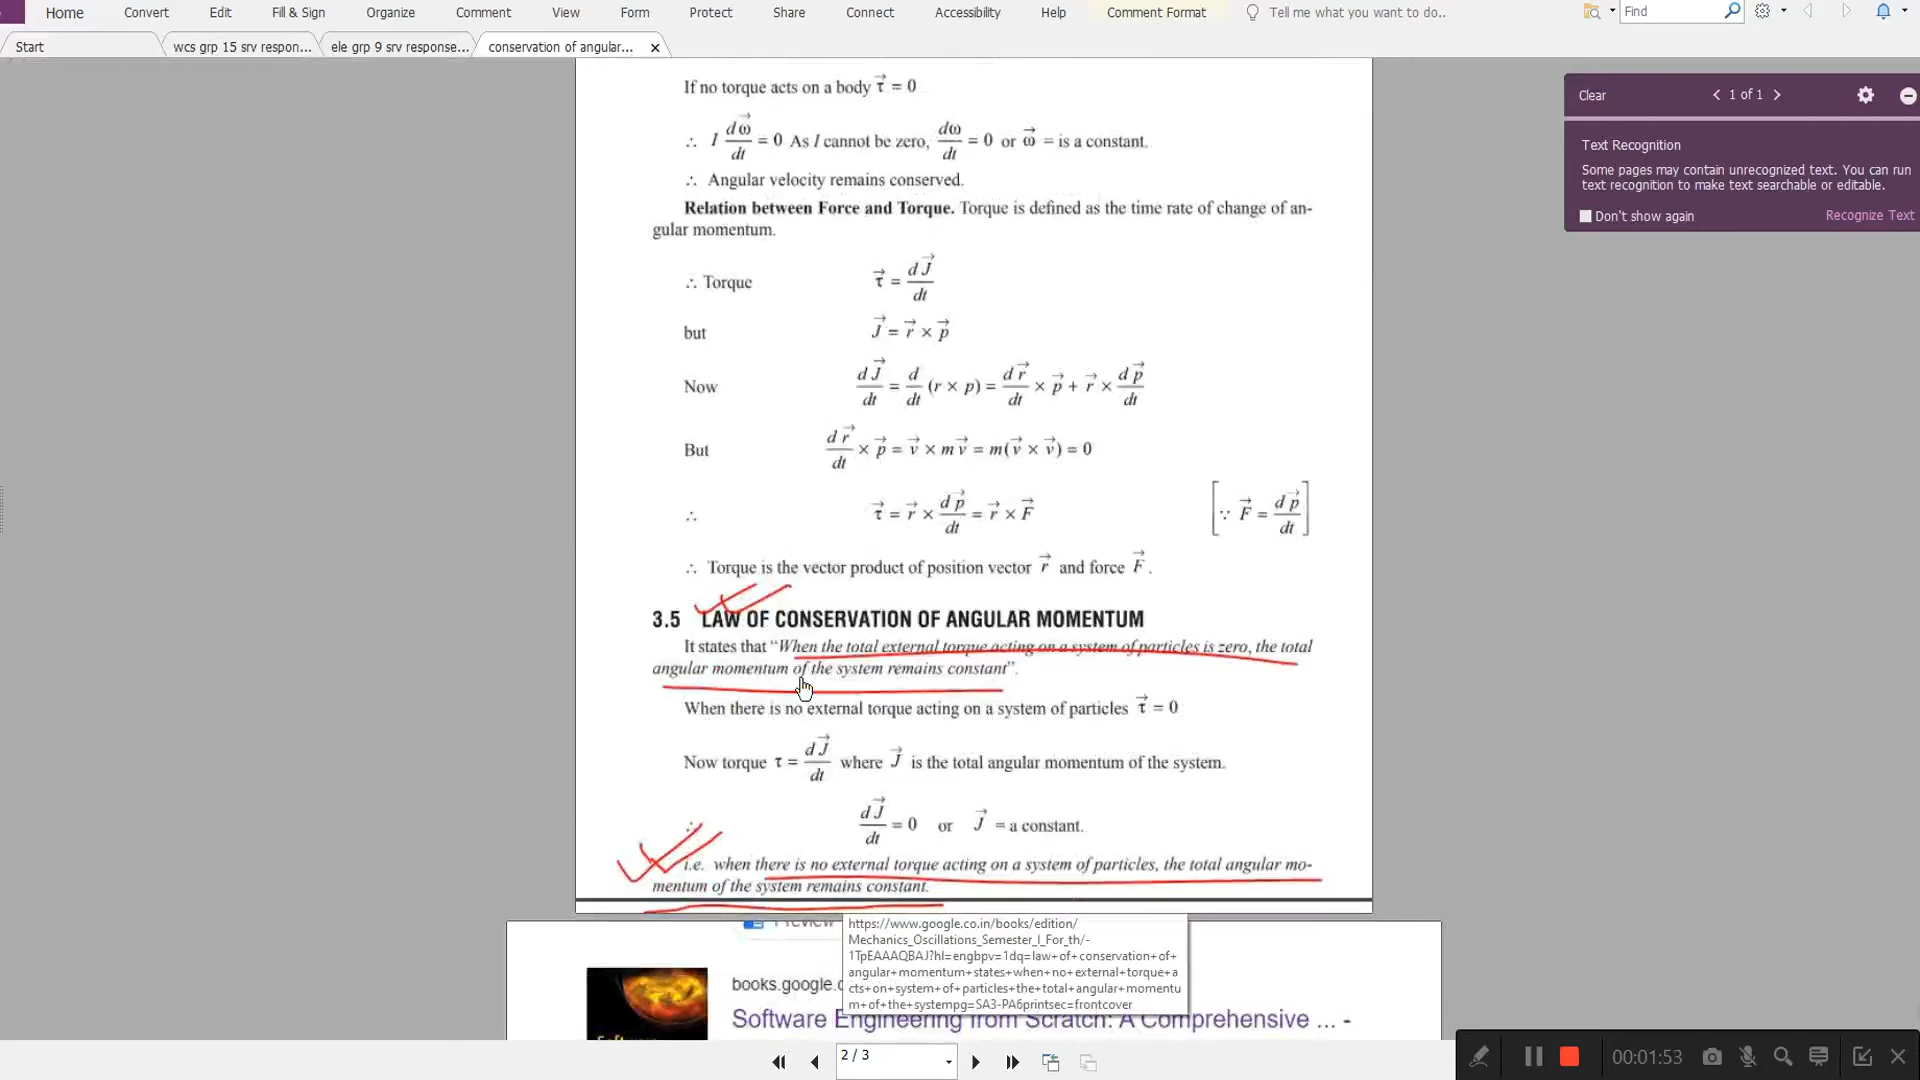 Home Convert Edit Fill & Sign Organize Comment View Form Protect Share Connect Accessibility Help Comment Format Tell me what you want to do.. Find
Start wcs grp 15 srv respon... ele grp 9 srv response... conservation of angular...
If no torque acts on a body τ⃗ = 0
∴ I dω⃗/dt = 0 As I cannot be zero, dω/dt = 0 or ω⃗ = is a constant.
∴ Angular velocity remains conserved.
Relation between Force and Torque. Torque is defined as the time rate of change of an-
gular momentum.
∴ Torque τ⃗ = dJ⃗/dt
but J⃗ = r⃗ × p⃗
Now dJ⃗/dt = d/dt (r × p) = dr⃗/dt × p⃗ + r⃗ × dp⃗/dt
But dr⃗/dt × p⃗ = v⃗ × mv⃗ = m(v⃗ × v⃗) = 0
∴ τ⃗ = r⃗ × dp⃗/dt = r⃗ × F⃗ [∵ F⃗ = dp⃗/dt]
∴ Torque is the vector product of position vector r⃗ and force F⃗.
3.5 LAW OF CONSERVATION OF ANGULAR MOMENTUM
It states that “When the total external torque acting on a system of particles is zero, the total
angular momentum of the system remains constant”.
When there is no external torque acting on a system of particles τ⃗ = 0
Now torque τ = dJ⃗/dt where J⃗ is the total angular momentum of the system.
∴ dJ⃗/dt = 0 or J⃗ = a constant.
i.e. when there is no external torque acting on a system of particles, the total angular mo-
mentum of the system remains constant.
https://www.google.co.in/books/edition/
Mechanics_Oscillations_Semester_I_For_th/-
1TpEAAAQBAJ?hl=engbpv=1dq=law+of+conservation+of+
angular+momentum+states+when+no+external+torque+a
cts+on+system+of+particles+the+total+angular+momentu
m+of+the+systempg=SA3-PA6printsec=frontcover
books.google.c
Software Engineering from Scratch: A Comprehensive ... -
Clear 1 of 1
Text Recognition
Some pages may contain unrecognized text. You can run
text recognition to make text searchable or editable.
Don't show again Recognize Text
2 / 3
00:01:53